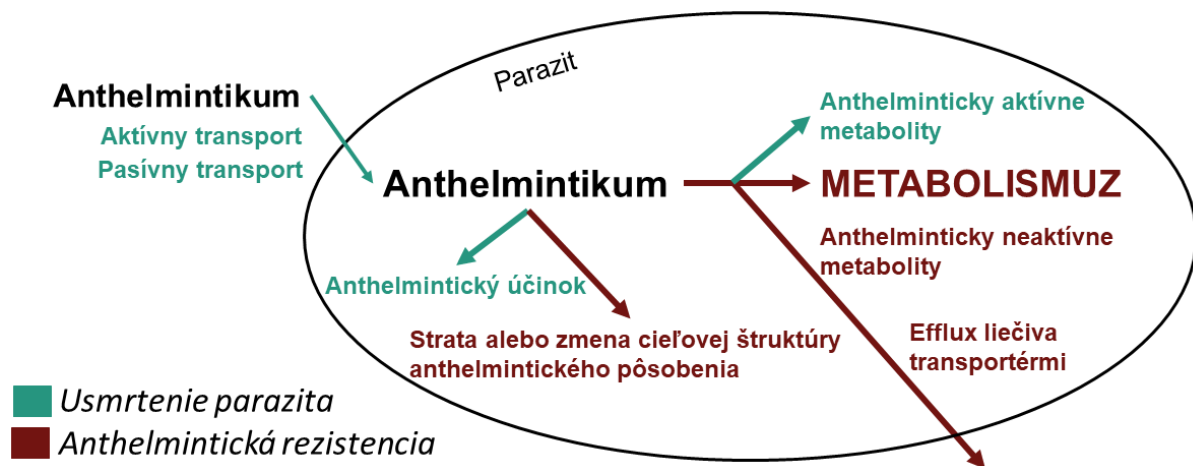 Parazit
Anthelmintikum
Aktívny transport
Pasívny transport
Anthelminticky aktívne
metabolity
Anthelmintikum
METABOLISMUZ
Anthelminticky neaktívne
metabolity
Anthelmintický účinok
Strata alebo zmena cieľovej štruktúry
anthelmintického pôsobenia
Efflux liečiva
transportérmi
Usmrtenie parazita
Anthelmintická rezistencia